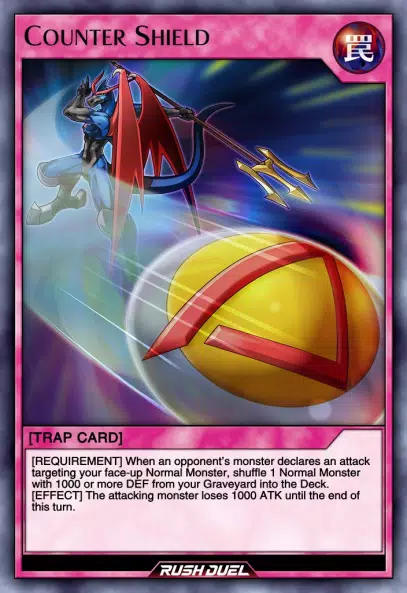 COUNTER SHIELD
罠
[TRAP CARD]
[REQUIREMENT] When an opponent's monster declares an attack
targeting your face-up Normal Monster, shuffle 1 Normal Monster
with 1000 or more DEF from your Graveyard into the Deck.
[EFFECT] The attacking monster loses 1000 ATK until the end of
this turn.
RUSH DUEL